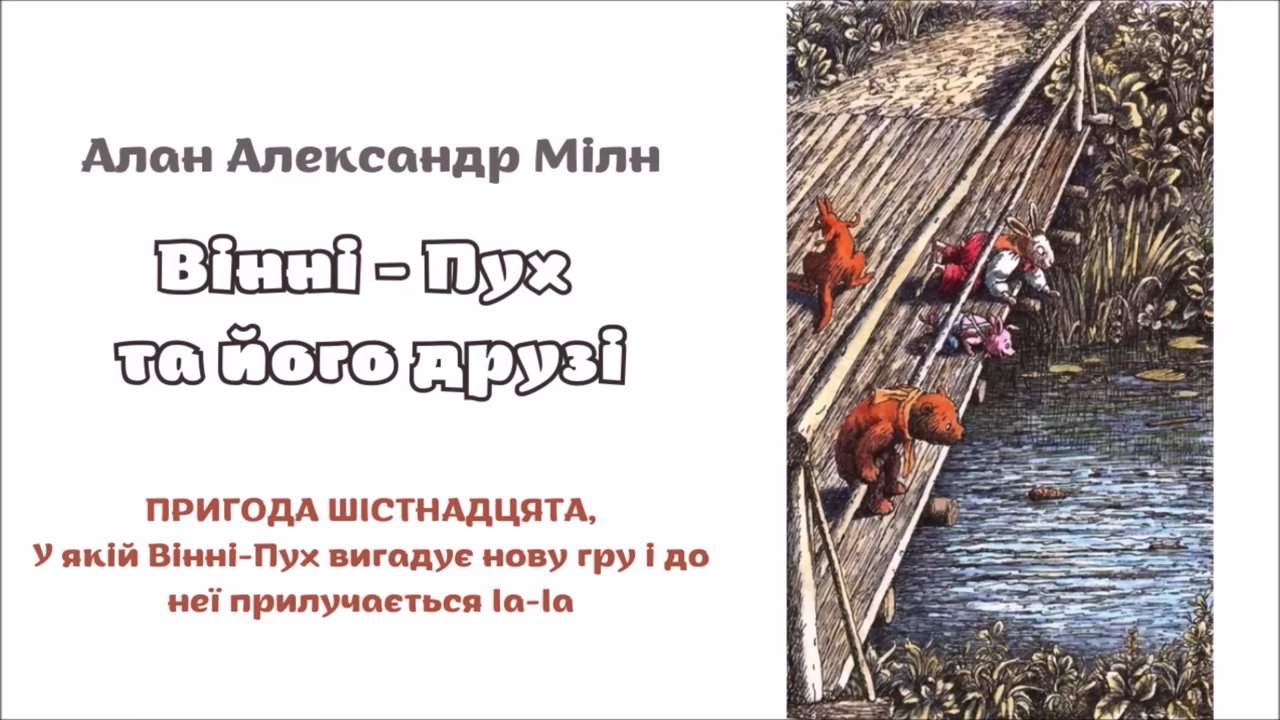 Алан Александр Мілн
Вінні - Пух
та його друзі
ПРИГОДА ШІСТНАДЦЯТА,
У якій Вінні-Пух вигадує нову гру і до
неї прилучається Іа-Іа